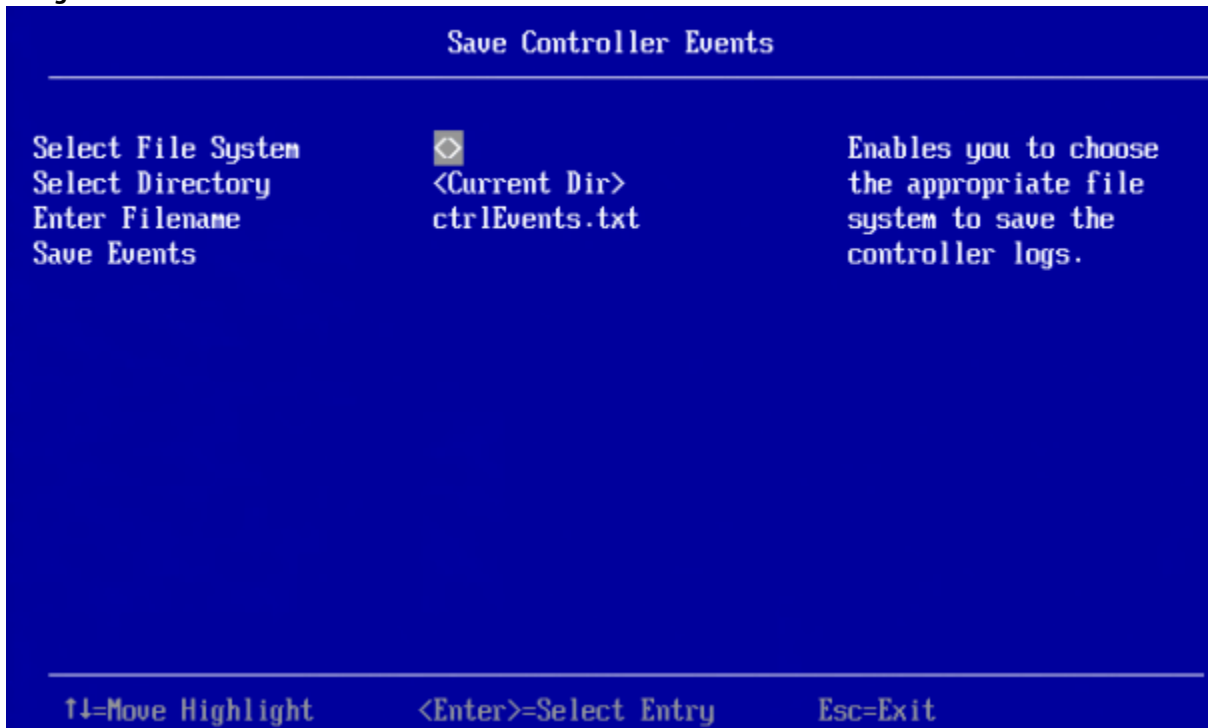 Save Controller Events
Select File System <> Enables you to choose
Select Directory <Current Dir> the appropriate file
Enter Filename ctrlEvents.txt system to save the
Save Events controller logs.
↑↓=Move Highlight <Enter>=Select Entry Esc=Exit